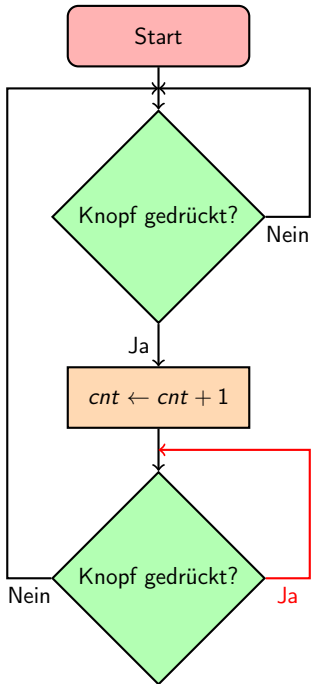 Start
Knopf gedrückt?
Nein
Ja
cnt ← cnt + 1
Knopf gedrückt?
Nein
Ja